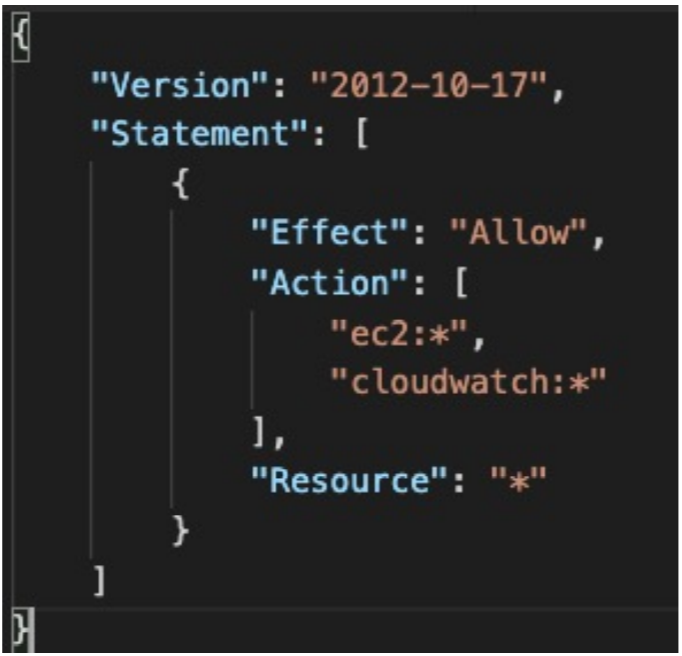 {
"Version": "2012-10-17",
"Statement": [
{
"Effect": "Allow",
"Action": [
"ec2:*",
"cloudwatch:*"
],
"Resource": "*"
}
]
}